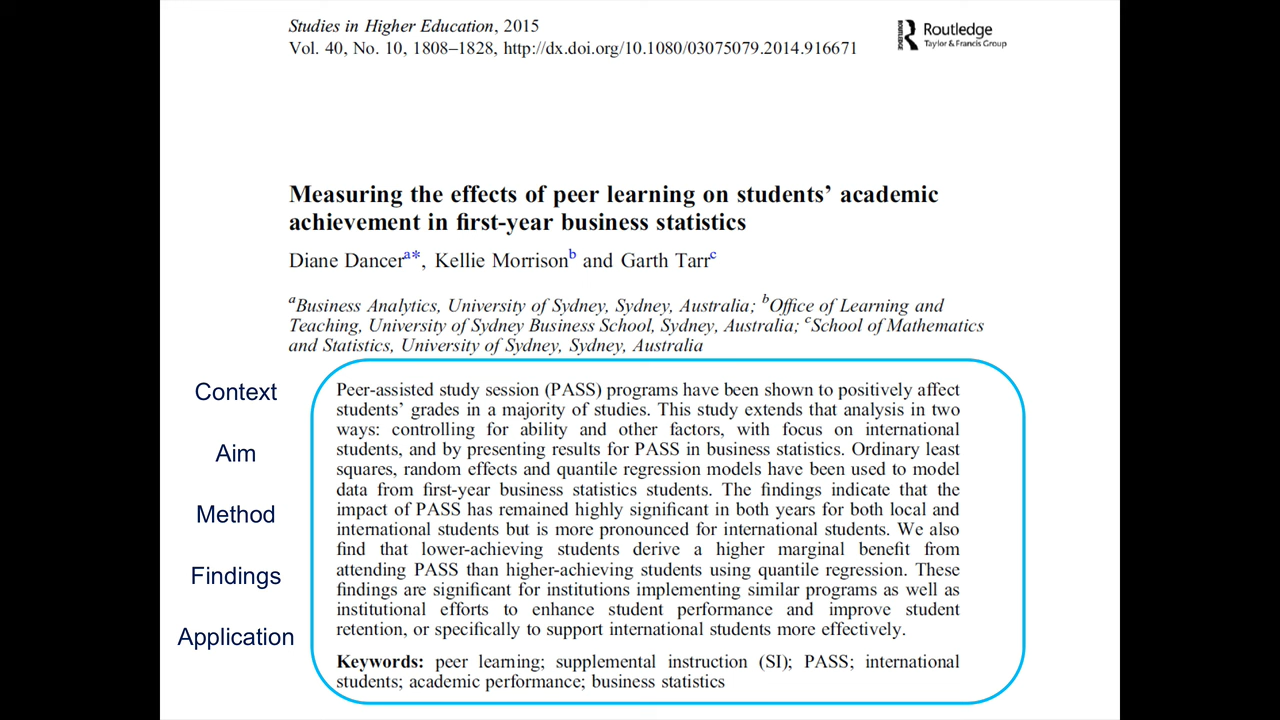 Studies in Higher Education, 2015
Vol. 40, No. 10, 1808–1828, http://dx.doi.org/10.1080/03075079.2014.916671
ROUTLEDGE
Routledge
Taylor & Francis Group
Measuring the effects of peer learning on students’ academic
achievement in first-year business statistics
Diane Dancera*, Kellie Morrisonb and Garth Tarrc
aBusiness Analytics, University of Sydney, Sydney, Australia; bOffice of Learning and
Teaching, University of Sydney Business School, Sydney, Australia; cSchool of Mathematics
and Statistics, University of Sydney, Sydney, Australia
Context
Aim
Method
Findings
Application
Peer-assisted study session (PASS) programs have been shown to positively affect
students’ grades in a majority of studies. This study extends that analysis in two
ways: controlling for ability and other factors, with focus on international
students, and by presenting results for PASS in business statistics. Ordinary least
squares, random effects and quantile regression models have been used to model
data from first-year business statistics students. The findings indicate that the
impact of PASS has remained highly significant in both years for both local and
international students but is more pronounced for international students. We also
find that lower-achieving students derive a higher marginal benefit from
attending PASS than higher-achieving students using quantile regression. These
findings are significant for institutions implementing similar programs as well as
institutional efforts to enhance student performance and improve student
retention, or specifically to support international students more effectively.
Keywords: peer learning; supplemental instruction (SI); PASS; international
students; academic performance; business statistics